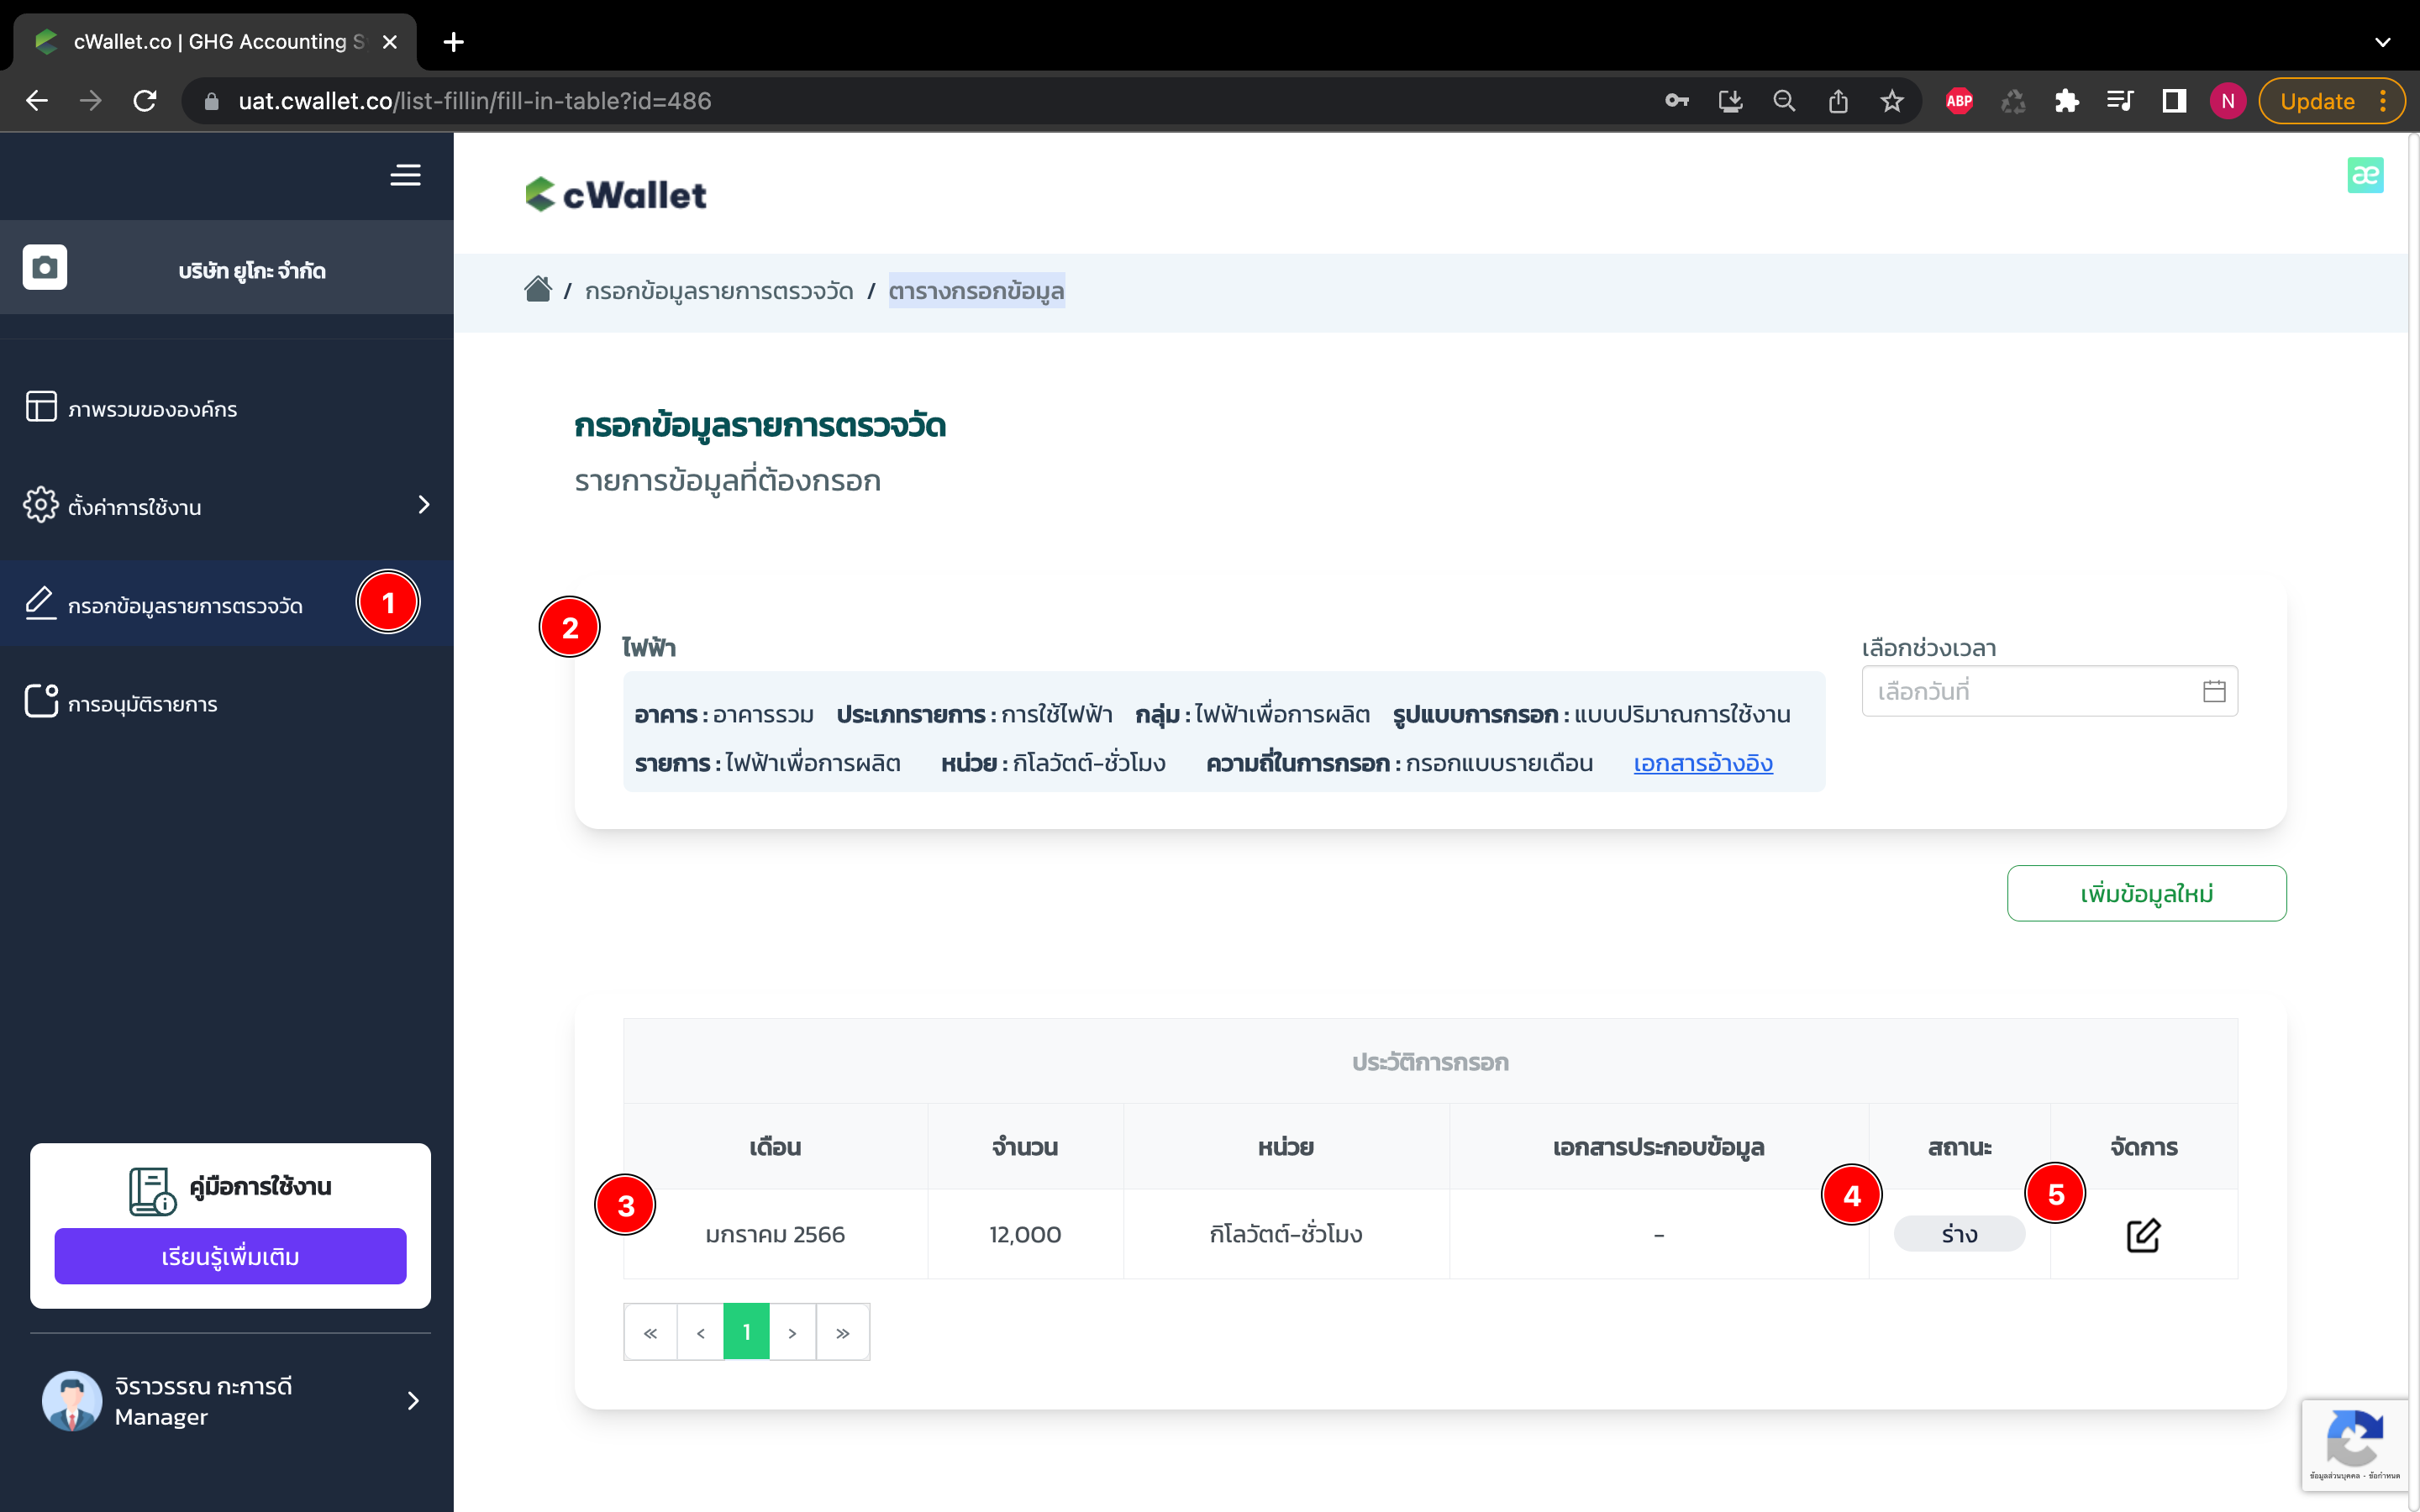 cWallet.co | GHG Accounting S
uat.cwallet.co/list-fillin/fill-in-table?id=486
ABP
N
Update
cWallet
æ
บริษัท ยูโกะ จำกัด
/ กรอกข้อมูลรายการตรวจวัด / ตารางกรอกข้อมูล
ภาพรวมขององค์กร
ตั้งค่าการใช้งาน
กรอกข้อมูลรายการตรวจวัด
1
การอนุมัติรายการ
คู่มือการใช้งาน
เรียนรู้เพิ่มเติม
จิราวรรณ กะการดี
Manager
กรอกข้อมูลรายการตรวจวัด
รายการข้อมูลที่ต้องกรอก
2
ไฟฟ้า
อาคาร : อาคารรวม ประเภทรายการ : การใช้ไฟฟ้า กลุ่ม : ไฟฟ้าเพื่อการผลิต รูปแบบการกรอก : แบบปริมาณการใช้งาน
รายการ : ไฟฟ้าเพื่อการผลิต หน่วย : กิโลวัตต์-ชั่วโมง ความถี่ในการกรอก : กรอกแบบรายเดือน เอกสารอ้างอิง
เลือกช่วงเวลา
เลือกวันที่
เพิ่มข้อมูลใหม่
ประวัติการกรอก
เดือน จำนวน หน่วย เอกสารประกอบข้อมูล สถานะ จัดการ
3 4 5
มกราคม 2566 12,000 กิโลวัตต์-ชั่วโมง - ร่าง
« ‹ 1 › »
ข้อมูลส่วนบุคคล - ข้อกำหนด